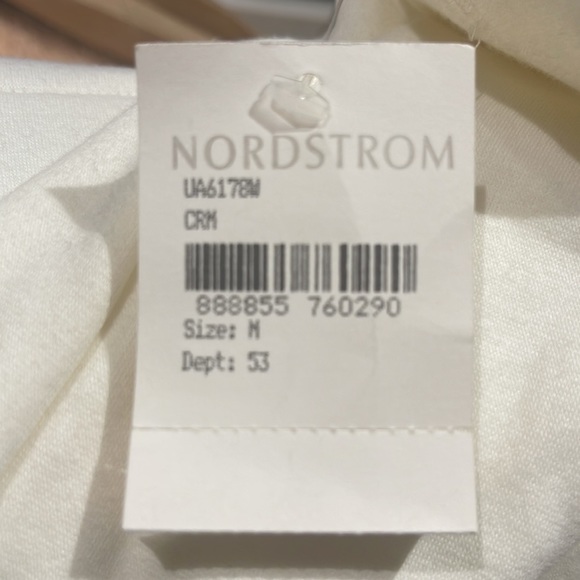 NORDSTROM
UA6178W
CRM
888855 760290
Size: M
Dept: 53